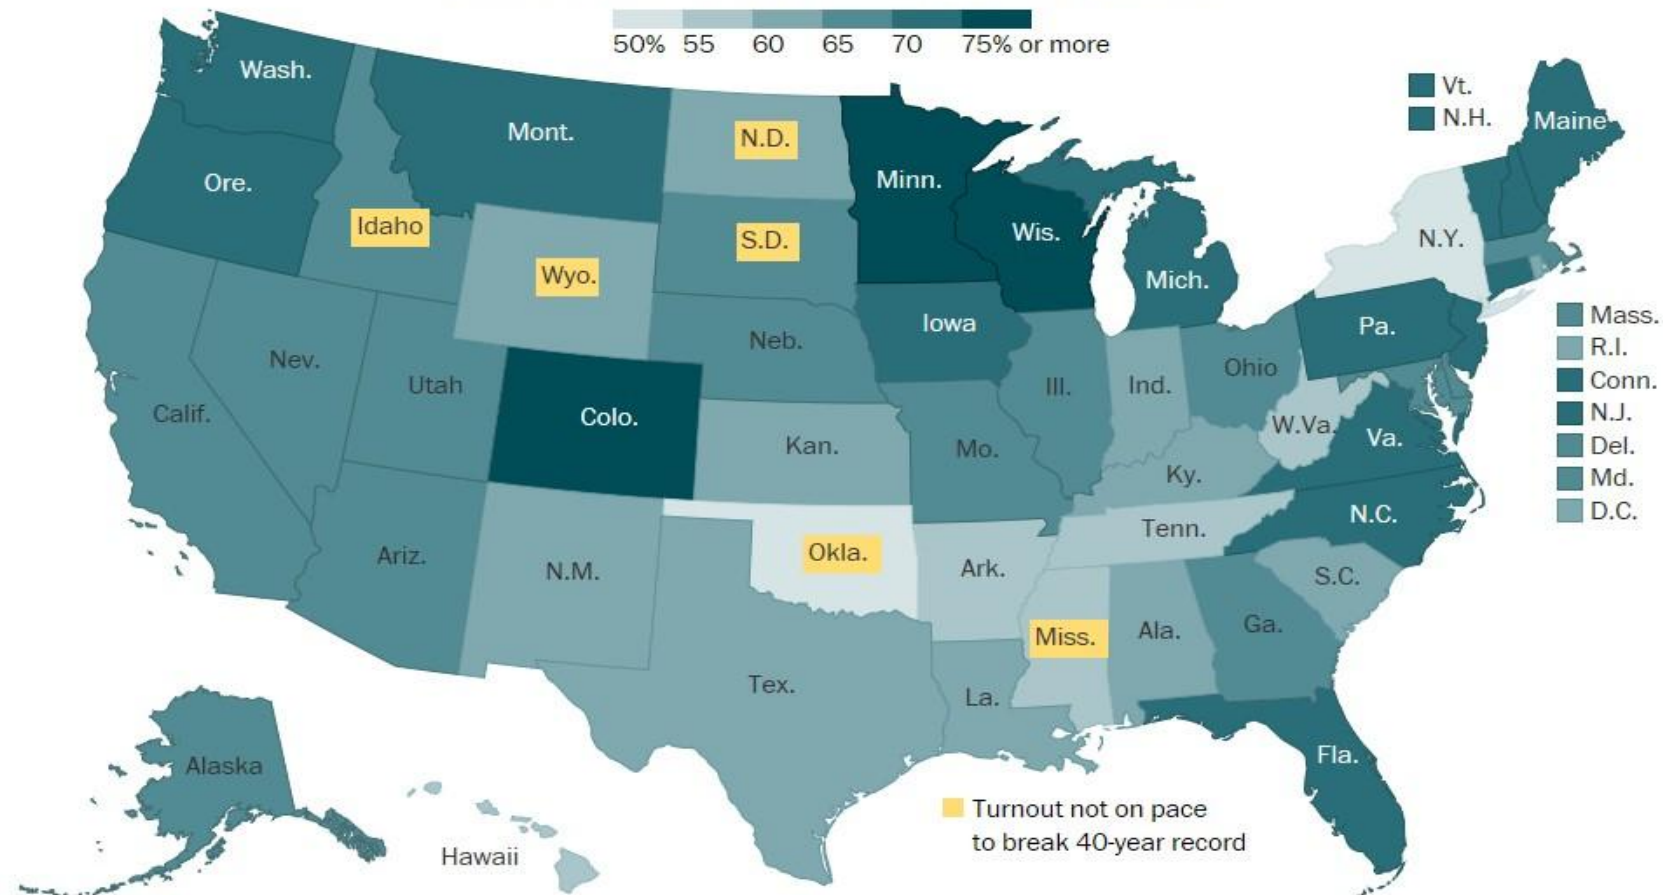 50% 55 60 65 70 75% or more
Wash.
Vt.
N.H.
Maine
Mont.
N.D.
Minn.
Ore.
Idaho
S.D.
Wis.
N.Y.
Wyo.
Mich.
Iowa
Pa.
Mass.
R.I.
Conn.
N.J.
Del.
Md.
D.C.
Nev.
Utah
Neb.
Ill.
Ind.
Ohio
Calif.
Colo.
Kan.
Mo.
W.Va.
Va.
Ky.
N.C.
Tenn.
Ariz.
N.M.
Okla.
Ark.
S.C.
Miss.
Ala.
Ga.
Tex.
La.
Fla.
Alaska
Hawaii
Turnout not on pace
to break 40-year record